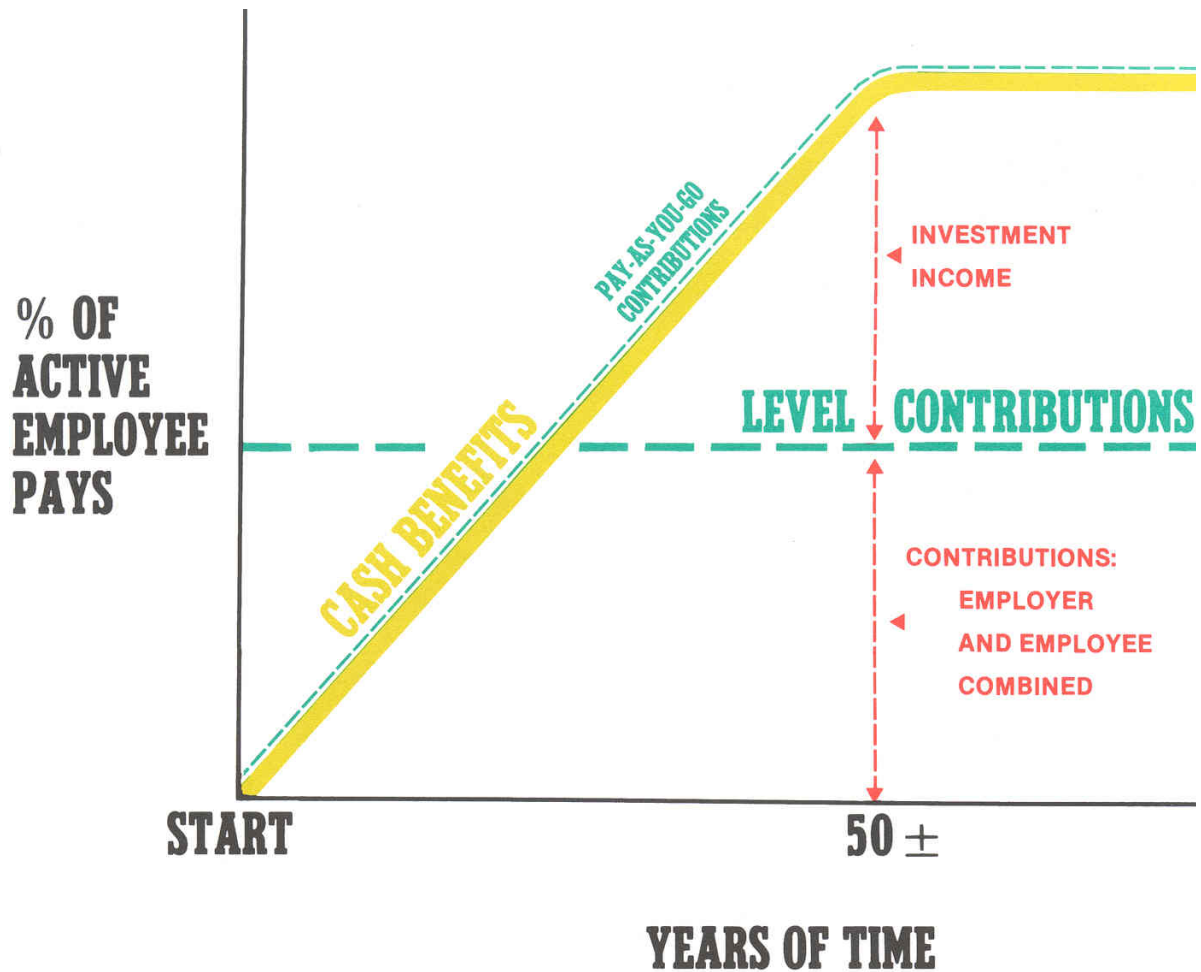 PAY-AS-YOU-GO
CONTRIBUTIONS
INVESTMENT
INCOME
% OF
ACTIVE
EMPLOYEE
PAYS
LEVEL CONTRIBUTIONS
CASH BENEFITS
CONTRIBUTIONS:
EMPLOYER
AND EMPLOYEE
COMBINED
START
50 ±
YEARS OF TIME